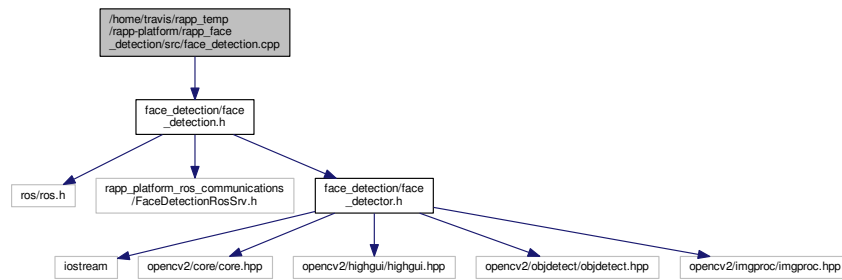 /home/travis/rapp_temp
/rapp-platform/rapp_face
_detection/src/face_detection.cpp
face_detection/face
_detection.h
ros/ros.h
rapp_platform_ros_communications
/FaceDetectionRosSrv.h
face_detection/face
_detector.h
iostream
opencv2/core/core.hpp
opencv2/highgui/highgui.hpp
opencv2/objdetect/objdetect.hpp
opencv2/imgproc/imgproc.hpp